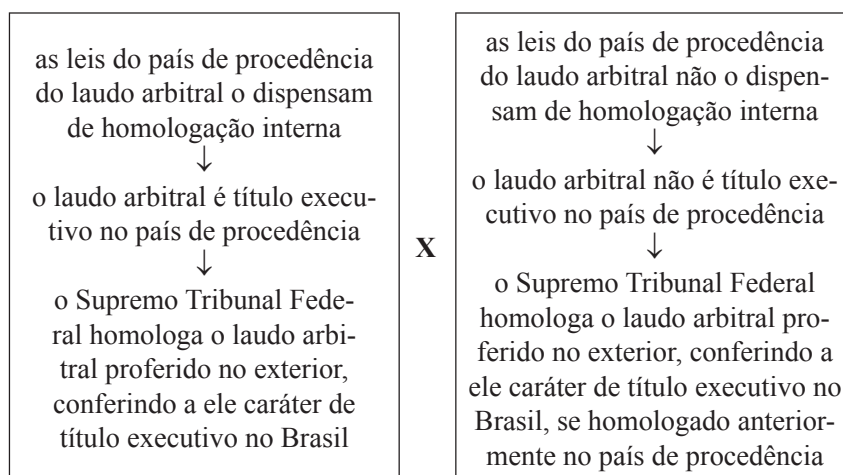 as leis do país de procedência
do laudo arbitral o dispensam
de homologação interna
↓
o laudo arbitral é título execu-
tivo no país de procedência
↓
o Supremo Tribunal Fede-
ral homologa o laudo arbi-
tral proferido no exterior,
conferindo a ele caráter de
título executivo no Brasil
X
as leis do país de procedência
do laudo arbitral não o dispen-
sam de homologação interna
↓
o laudo arbitral não é título exe-
cutivo no país de procedência
↓
o Supremo Tribunal Federal
homologa o laudo arbitral pro-
ferido no exterior, conferindo a
ele caráter de título executivo no
Brasil, se homologado anterior-
mente no país de procedência